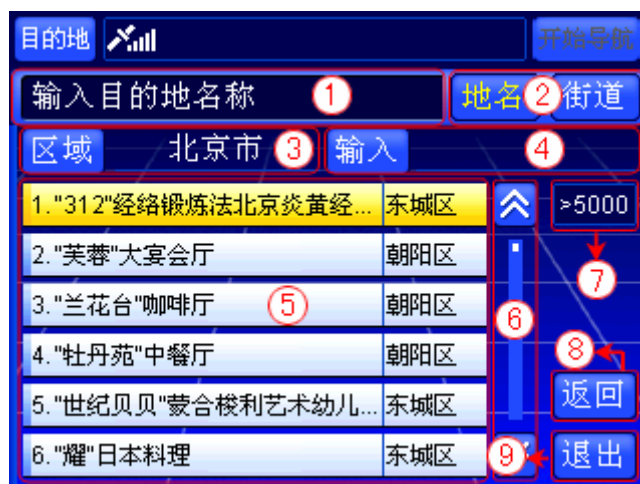 目的地 开始导航
输入目的地名称 ① 地名 ② 街道
区域 北京市 ③ 输入 ④
1."312"经络锻炼法北京炎黄经... 东城区 >5000
2."芙蓉"大宴会厅 朝阳区 ⑦
3."兰花台"咖啡厅 ⑤ 朝阳区 ⑥
4."牡丹苑"中餐厅 朝阳区 ⑧
5."世纪贝贝"蒙合梭利艺术幼儿... 东城区 返回
6."耀"日本料理 东城区 ⑨ 退出